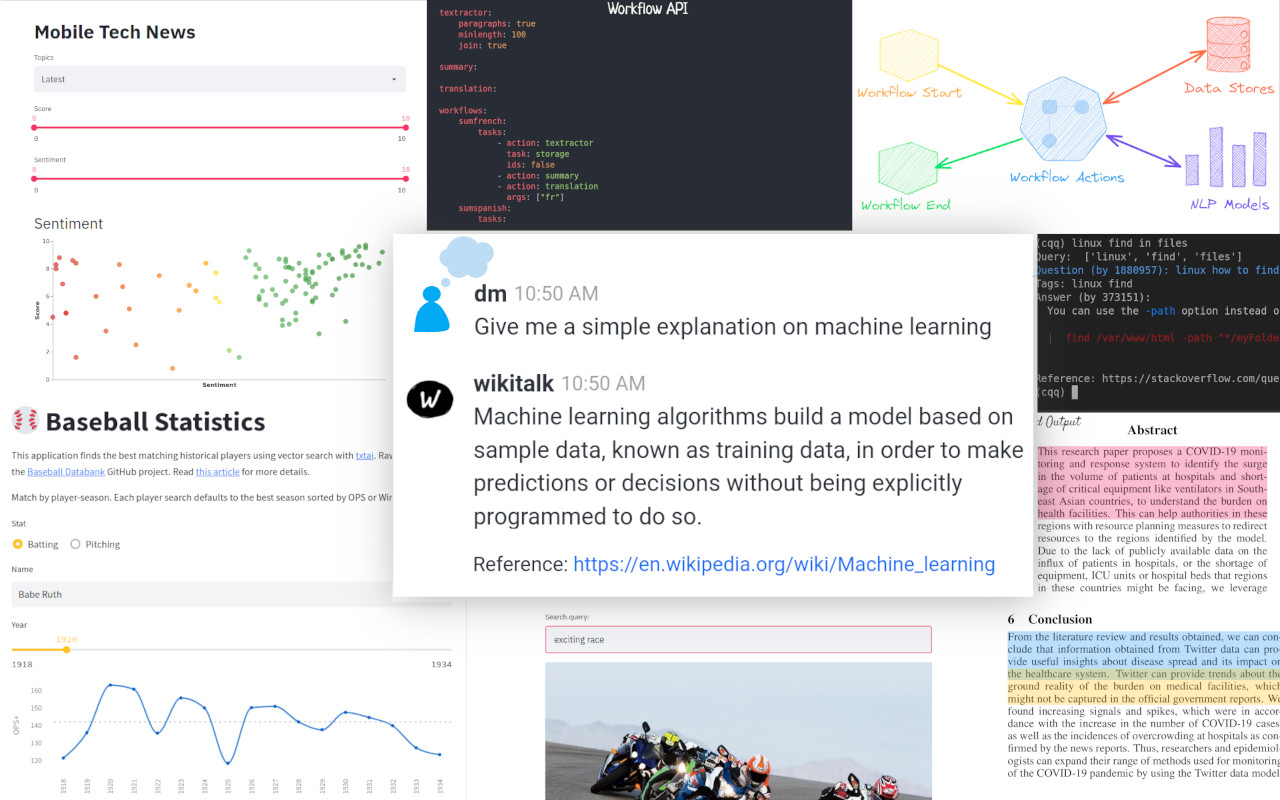 Mobile Tech News
Topics
Latest
Score
0 10
0 10
Sentiment
0 10
0 10
Sentiment
10
8
6
4
2
0
Score
Sentiment
Workflow API
textractor:
paragraphs: true
minlength: 100
join: true
summary:
translation:
workflows:
sumfrench:
tasks:
- action: textractor
task: storage
ids: false
- action: summary
- action: translation
args: ["fr"]
sumspanish:
tasks:
Workflow Start
Data Stores
Workflow Actions
Workflow End
NLP Models
dm 10:50 AM
Give me a simple explanation on machine learning
wikitalk 10:50 AM
W
Machine learning algorithms build a model based on
sample data, known as training data, in order to make
predictions or decisions without being explicitly
programmed to do so.
Reference: https://en.wikipedia.org/wiki/Machine_learning
(cqq) linux find in files
Query: ['linux', 'find', 'files']
Question (by 1880957): linux how to find
Tags: linux find
Answer (by 373151):
You can use the -path option instead o
| find /var/www/html -path "*/myFolde
Reference: https://stackoverflow.com/que
(cqq)
Baseball Statistics
This application finds the best matching historical players using vector search with txtai. Raw
the Baseball Databank GitHub project. Read this article for more details.
Match by player-season. Each player search defaults to the best season sorted by OPS or Win
Stat
Batting Pitching
Name
Babe Ruth
Year
1920
1918 1934
160
150
140
130
120
OPS+
1918 1919 1920 1921 1922 1923 1924 1925 1926 1927 1928 1929 1930 1931 1932 1933 1934
Search query:
exciting race
d Output
Abstract
This research paper proposes a COVID-19 moni-
toring and response system to identify the surge
in the volume of patients at hospitals and short-
age of critical equipment like ventilators in South-
east Asian countries, to understand the burden on
health facilities. This can help authorities in these
regions with resource planning measures to redirect
resources to the regions identified by the model.
Due to the lack of publicly available data on the
influx of patients in hospitals, or the shortage of
equipment, ICU units or hospital beds that regions
in these countries might be facing, we leverage
6 Conclusion
From the literature review and results obtained, we can con-
clude that information obtained from Twitter data can pro-
vide useful insights about disease spread and its impact on
the healthcare system. Twitter can provide trends about the
ground reality of the burden on medical facilities, which
might not be captured in the official government reports. We
found increasing signals and spikes, which were in accor-
dance with the increase in the number of COVID-19 cases
as well as the incidences of overcrowding at hospitals as con-
firmed by the news reports. Thus, researchers and epidemiol-
ogists can expand their range of methods used for monitoring
of the COVID-19 pandemic by using the Twitter data model